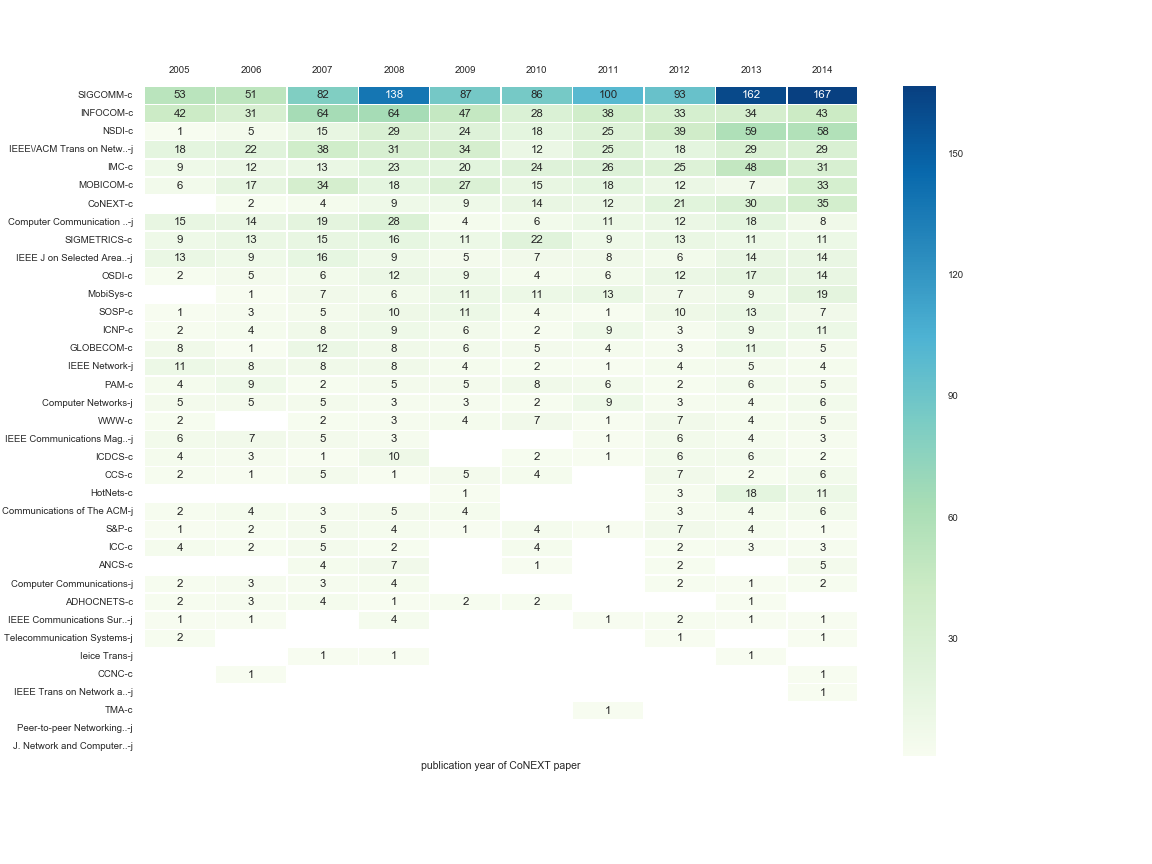 2005 2006 2007 2008 2009 2010 2011 2012 2013 2014
SIGCOMM-c 53 51 82 138 87 86 100 93 162 167
INFOCOM-c 42 31 64 64 47 28 38 33 34 43
NSDI-c 1 5 15 29 24 18 25 39 59 58
IEEE\/ACM Trans on Netw..-j 18 22 38 31 34 12 25 18 29 29
IMC-c 9 12 13 23 20 24 26 25 48 31
MOBICOM-c 6 17 34 18 27 15 18 12 7 33
CoNEXT-c 2 4 9 9 14 12 21 30 35
Computer Communication ..-j 15 14 19 28 4 6 11 12 18 8
SIGMETRICS-c 9 13 15 16 11 22 9 13 11 11
IEEE J on Selected Area..-j 13 9 16 9 5 7 8 6 14 14
OSDI-c 2 5 6 12 9 4 6 12 17 14
MobiSys-c 1 7 6 11 11 13 7 9 19
SOSP-c 1 3 5 10 11 4 1 10 13 7
ICNP-c 2 4 8 9 6 2 9 3 9 11
GLOBECOM-c 8 1 12 8 6 5 4 3 11 5
IEEE Network-j 11 8 8 8 4 2 1 4 5 4
PAM-c 4 9 2 5 5 8 6 2 6 5
Computer Networks-j 5 5 5 3 3 2 9 3 4 6
WWW-c 2 2 3 4 7 1 7 4 5
IEEE Communications Mag..-j 6 7 5 3 1 6 4 3
ICDCS-c 4 3 1 10 2 1 6 6 2
CCS-c 2 1 5 1 5 4 7 2 6
HotNets-c 1 3 18 11
Communications of The ACM-j 2 4 3 5 4 3 4 6
S&P-c 1 2 5 4 1 4 1 7 4 1
ICC-c 4 2 5 2 4 2 3 3
ANCS-c 4 7 1 2 5
Computer Communications-j 2 3 3 4 2 1 2
ADHOCNETS-c 2 3 4 1 2 2 1
IEEE Communications Sur..-j 1 1 4 1 2 1 1
Telecommunication Systems-j 2 1 1
Ieice Trans-j 1 1 1
CCNC-c 1 1
IEEE Trans on Network a..-j 1
TMA-c 1
Peer-to-peer Networking..-j
J. Network and Computer..-j
publication year of CoNEXT paper
150
120
90
60
30